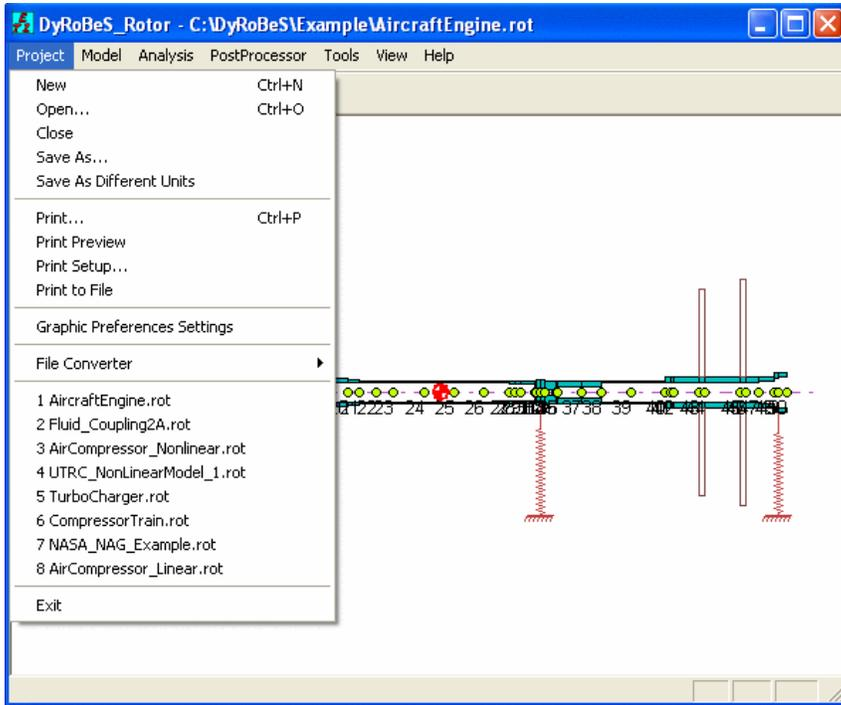 DyRoBeS_Rotor - C:\DyRoBeS\Example\AircraftEngine.rot
Project Model Analysis PostProcessor Tools View Help
New Ctrl+N
Open... Ctrl+O
Close
Save As...
Save As Different Units
Print... Ctrl+P
Print Preview
Print Setup...
Print to File
Graphic Preferences Settings
File Converter
1 AircraftEngine.rot
2 Fluid_Coupling2A.rot
3 AirCompressor_Nonlinear.rot
4 UTRC_NonLinearModel_1.rot
5 TurboCharger.rot
6 CompressorTrain.rot
7 NASA_NAG_Example.rot
8 AirCompressor_Linear.rot
Exit
23 24 25 26 37 38 39